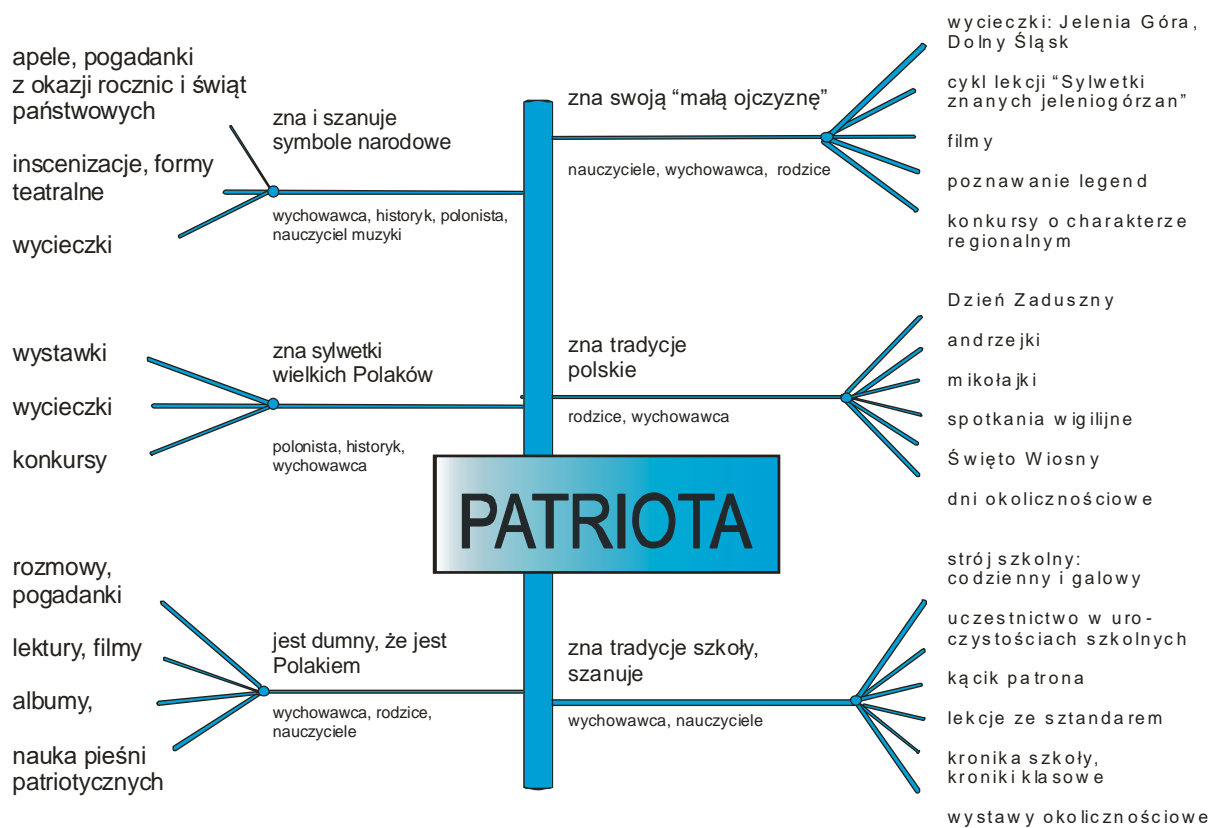 apele, pogadanki
z okazji rocznic i świąt
państwowych
inscenizacje, formy
teatralne
wycieczki
zna i szanuje
symbole narodowe
wychowawca, historyk, polonista,
nauczyciel muzyki
wystawki
wycieczki
konkursy
zna sylwetki
wielkich Polaków
polonista, historyk,
wychowawca
rozmowy,
pogadanki
lektury, filmy
albumy,
nauka pieśni
patriotycznych
jest dumny, że jest
Polakiem
wychowawca, rodzice,
nauczyciele
PATRIOTA
zna swoją “małą ojczyznę”
nauczyciele, wychowawca, rodzice
wycieczki: Jelenia Góra,
Dolny Śląsk
cykl lekcji “Sylwetki
znanych jeleniogórzan”
filmy
poznawanie legend
konkursy o charakterze
regionalnym
zna tradycje
polskie
rodzice, wychowawca
Dzień Zaduszny
andrzejki
mikołajki
spotkania wigilijne
Święto Wiosny
dni okolicznościowe
zna tradycje szkoły,
szanuje
wychowawca, nauczyciele
strój szkolny:
codzienny i galowy
uczestnictwo w uro-
czystościach szkolnych
kącik patrona
lekcje ze sztandarem
kronika szkoły,
kroniki klasowe
wystawy okolicznościowe